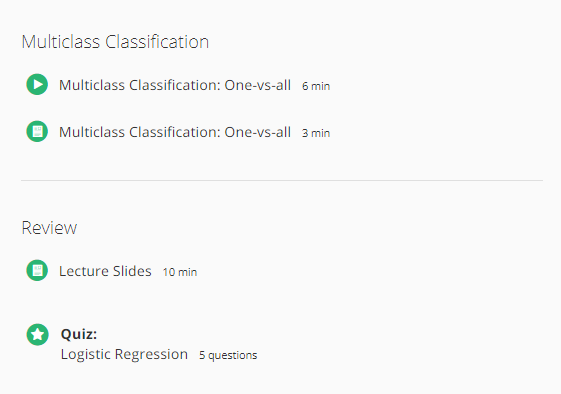 Multiclass Classification
Multiclass Classification: One-vs-all 6 min
Multiclass Classification: One-vs-all 3 min
Review
Lecture Slides 10 min
Quiz:
Logistic Regression 5 questions